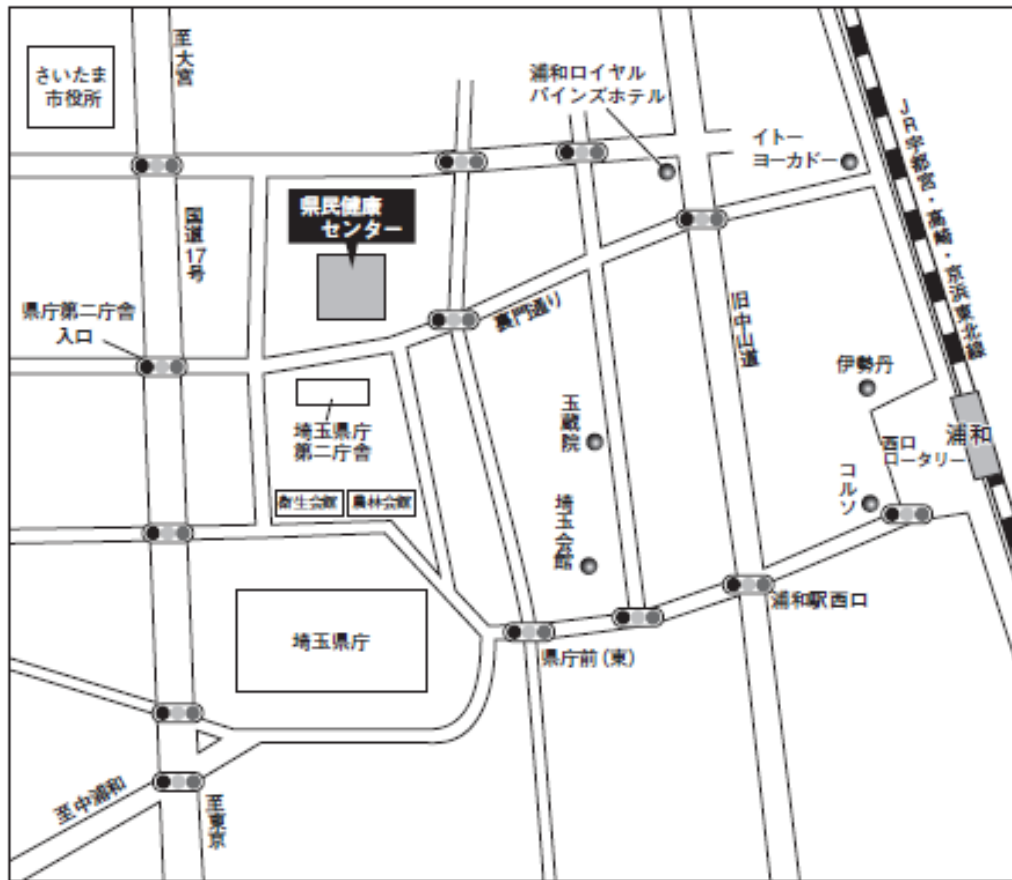 至大宮
さいたま
市役所
浦和ロイヤル
パインズホテル
イトー
ヨーカドー
JR宇都宮・高崎・京浜東北線
県民健康
センター
国道17号
県庁第二庁舎
入口
裏門通り
旧中山道
伊勢丹
浦和
西口
ロータリー
コルソ
玉蔵院
埼玉県庁
第二庁舎
衛生会館
農林会館
埼玉会館
浦和駅西口
県庁前(東)
埼玉県庁
至中浦和
至東京